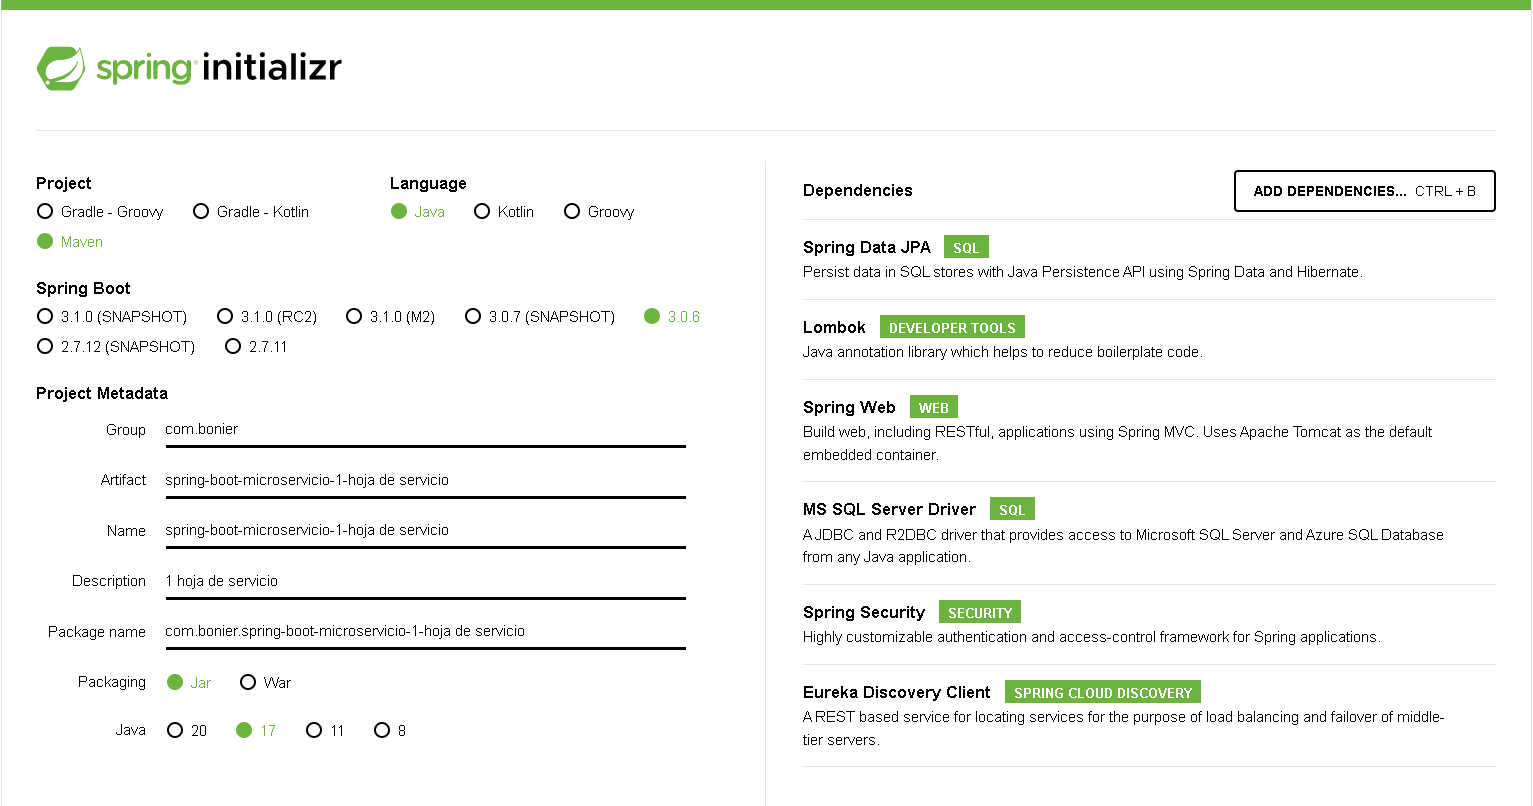 spring initializr
Project
Gradle - Groovy Gradle - Kotlin
Maven
Language
Java Kotlin Groovy
Spring Boot
3.1.0 (SNAPSHOT) 3.1.0 (RC2) 3.1.0 (M2) 3.0.7 (SNAPSHOT) 3.0.6
2.7.12 (SNAPSHOT) 2.7.11
Project Metadata
Group com.bonier
Artifact spring-boot-microservicio-1-hoja de servicio
Name spring-boot-microservicio-1-hoja de servicio
Description 1 hoja de servicio
Package name com.bonier.spring-boot-microservicio-1-hoja de servicio
Packaging Jar War
Java 20 17 11 8
Dependencies ADD DEPENDENCIES... CTRL + B
Spring Data JPA SQL
Persist data in SQL stores with Java Persistence API using Spring Data and Hibernate.
Lombok DEVELOPER TOOLS
Java annotation library which helps to reduce boilerplate code.
Spring Web WEB
Build web, including RESTful, applications using Spring MVC. Uses Apache Tomcat as the default
embedded container.
MS SQL Server Driver SQL
A JDBC and R2DBC driver that provides access to Microsoft SQL Server and Azure SQL Database
from any Java application.
Spring Security SECURITY
Highly customizable authentication and access-control framework for Spring applications.
Eureka Discovery Client SPRING CLOUD DISCOVERY
A REST based service for locating services for the purpose of load balancing and failover of middle-
tier servers.